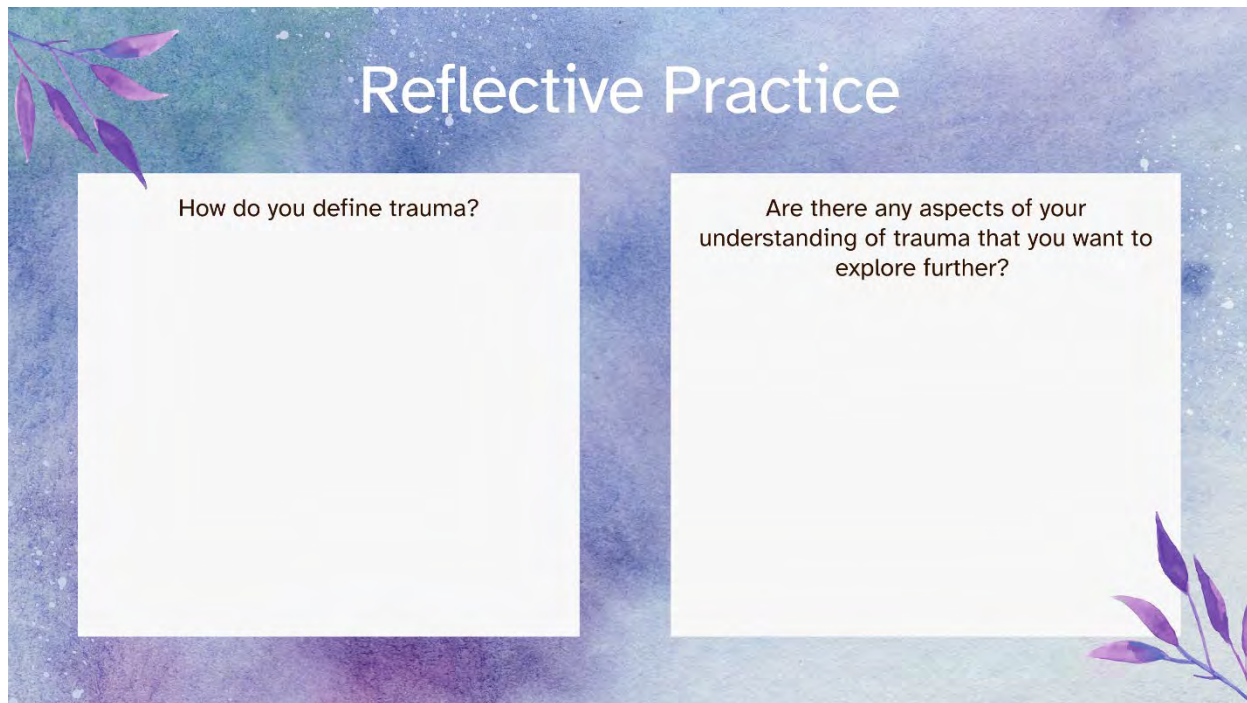 Reflective Practice
How do you define trauma?
Are there any aspects of your
understanding of trauma that you want to
explore further?